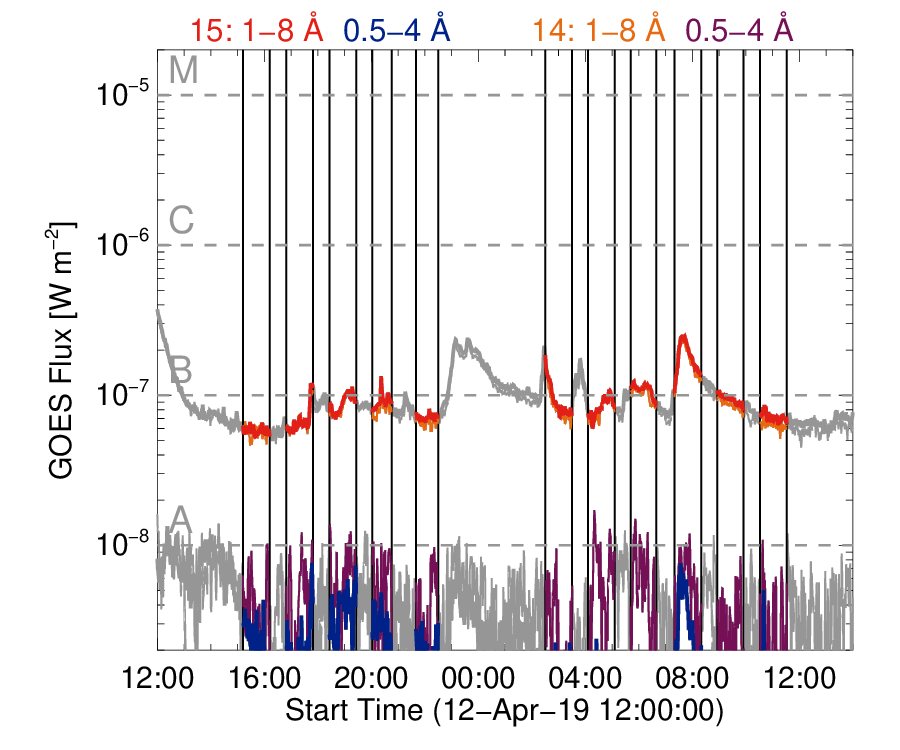 15: 1−8 Å 0.5−4 Å 14: 1−8 Å 0.5−4 Å
M
10⁻⁵
C
10⁻⁶
B
10⁻⁷
A
10⁻⁸
GOES Flux [W m⁻²]
12:00 16:00 20:00 00:00 04:00 08:00 12:00
Start Time (12−Apr−19 12:00:00)